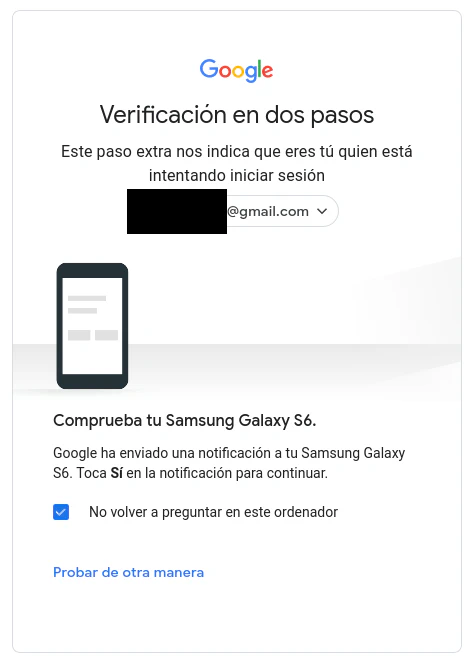 Google
Verificación en dos pasos
Este paso extra nos indica que eres tú quien está
intentando iniciar sesión
@gmail.com
Comprueba tu Samsung Galaxy S6.
Google ha enviado una notificación a tu Samsung Galaxy
S6. Toca Sí en la notificación para continuar.
No volver a preguntar en este ordenador
Probar de otra manera